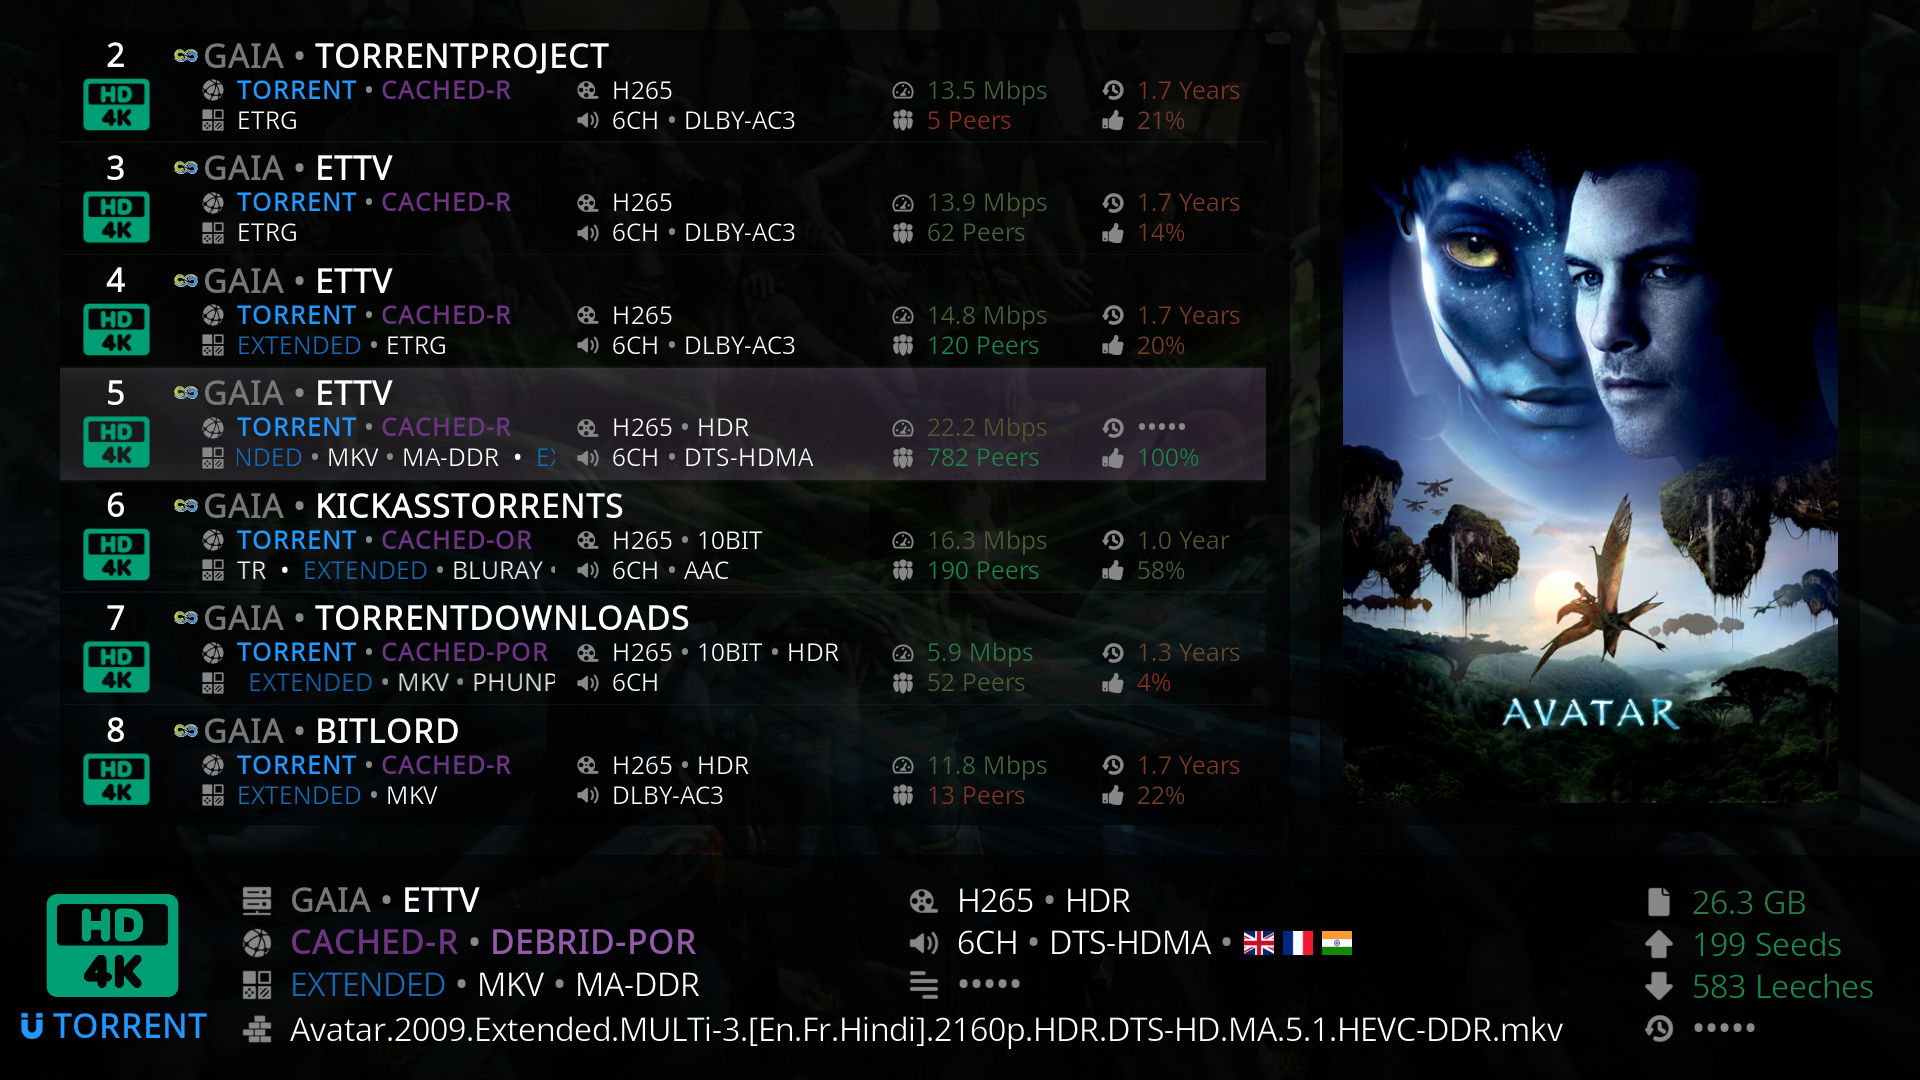 2 GAIA • TORRENTPROJECT
HD 4K TORRENT • CACHED-R H265 13.5 Mbps 1.7 Years
ETRG 6CH • DLBY-AC3 5 Peers 21%
3 GAIA • ETTV
HD 4K TORRENT • CACHED-R H265 13.9 Mbps 1.7 Years
ETRG 6CH • DLBY-AC3 62 Peers 14%
4 GAIA • ETTV
HD 4K TORRENT • CACHED-R H265 14.8 Mbps 1.7 Years
EXTENDED • ETRG 6CH • DLBY-AC3 120 Peers 20%
5 GAIA • ETTV
HD 4K TORRENT • CACHED-R H265 • HDR 22.2 Mbps •••••
NDED • MKV • MA-DDR • EX 6CH • DTS-HDMA 782 Peers 100%
6 GAIA • KICKASSTORRENTS
HD 4K TORRENT • CACHED-OR H265 • 10BIT 16.3 Mbps 1.0 Year
TR • EXTENDED • BLURAY • 6CH • AAC 190 Peers 58%
7 GAIA • TORRENTDOWNLOADS
HD 4K TORRENT • CACHED-POR H265 • 10BIT • HDR 5.9 Mbps 1.3 Years
EXTENDED • MKV • PHUNP 6CH 52 Peers 4%
8 GAIA • BITLORD
HD 4K TORRENT • CACHED-R H265 • HDR 11.8 Mbps 1.7 Years
EXTENDED • MKV DLBY-AC3 13 Peers 22%
AVATAR
HD 4K
TORRENT
GAIA • ETTV
CACHED-R • DEBRID-POR
EXTENDED • MKV • MA-DDR
H265 • HDR
6CH • DTS-HDMA •
•••••
26.3 GB
199 Seeds
583 Leeches
•••••
Avatar.2009.Extended.MULTi-3.[En.Fr.Hindi].2160p.HDR.DTS-HD.MA.5.1.HEVC-DDR.mkv